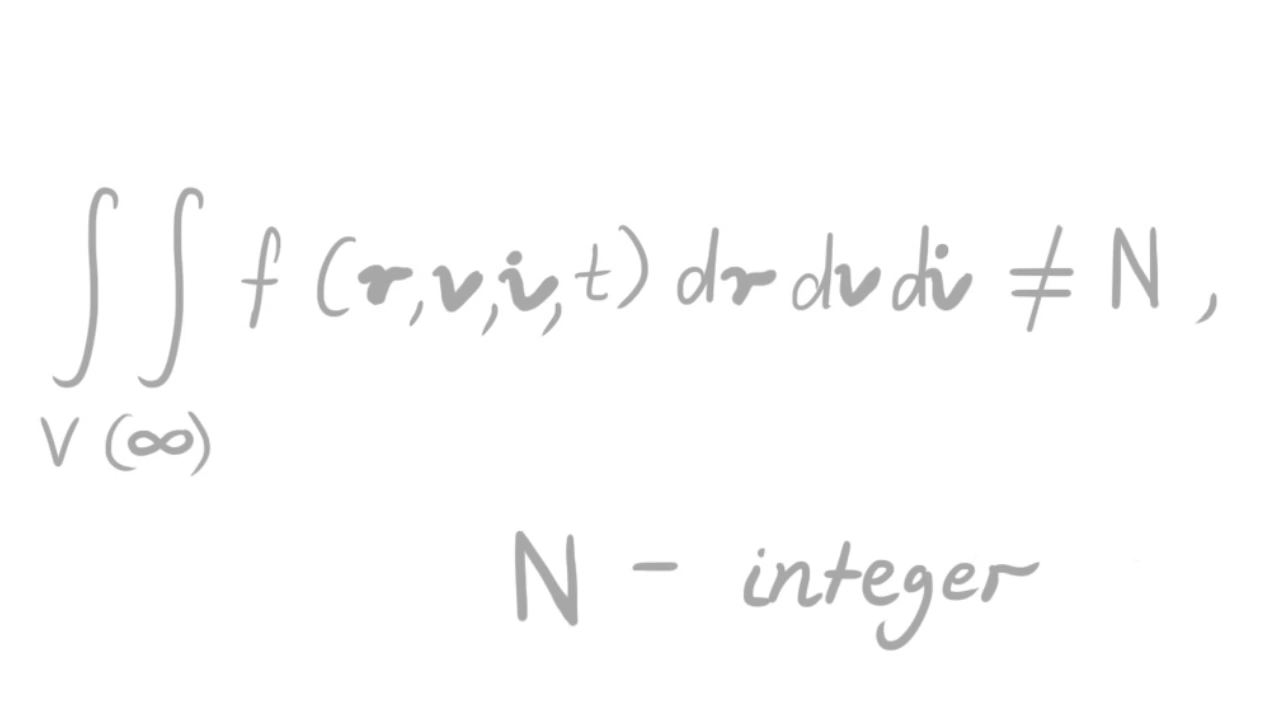 ∫∫ f (r,v,i,t) dr dv di ≠ N ,
V (∞)
N - integer